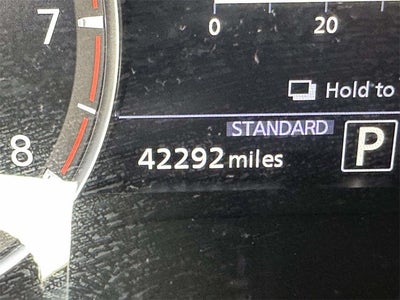 7
0 20
Hold to
STANDARD
42292 miles P
8